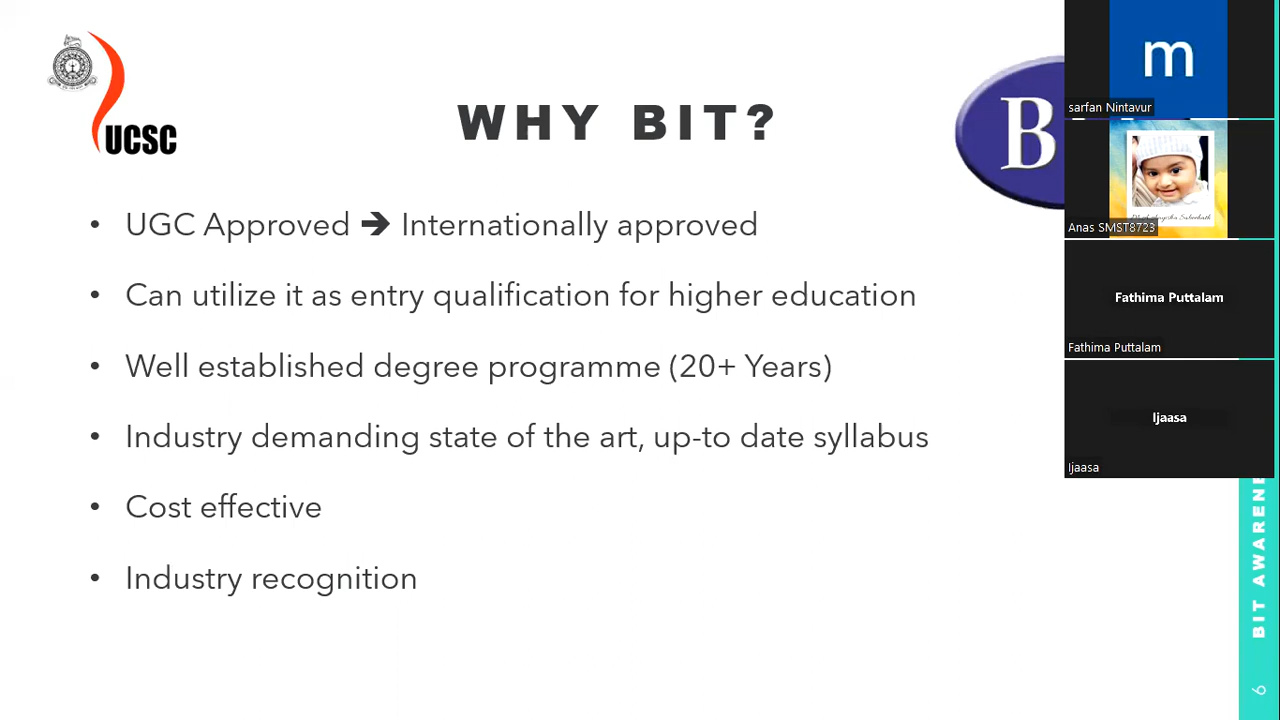 UCSC
WHY BIT?
B
• UGC Approved ➔ Internationally approved
• Can utilize it as entry qualification for higher education
• Well established degree programme (20+ Years)
• Industry demanding state of the art, up-to date syllabus
• Cost effective
• Industry recognition
m
sarfan Nintavur
Anas SMST8723
Fathima Puttalam
Fathima Puttalam
Ijaasa
Ijaasa
BIT AWARENE
6